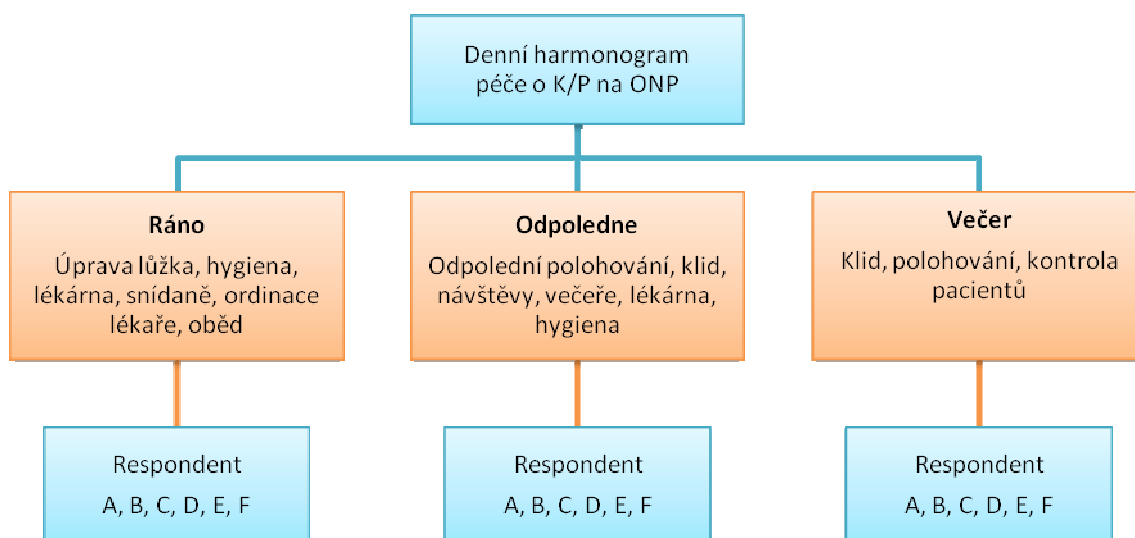 Denní harmonogram
péče o K/P na ONP
Ráno
Úprava lůžka, hygiena,
lékárna, snídaně, ordinace
lékaře, oběd
Odpoledne
Odpolední polohování, klid,
návštěvy, večeře, lékárna,
hygiena
Večer
Klid, polohování, kontrola
pacientů
Respondent
A, B, C, D, E, F
Respondent
A, B, C, D, E, F
Respondent
A, B, C, D, E, F